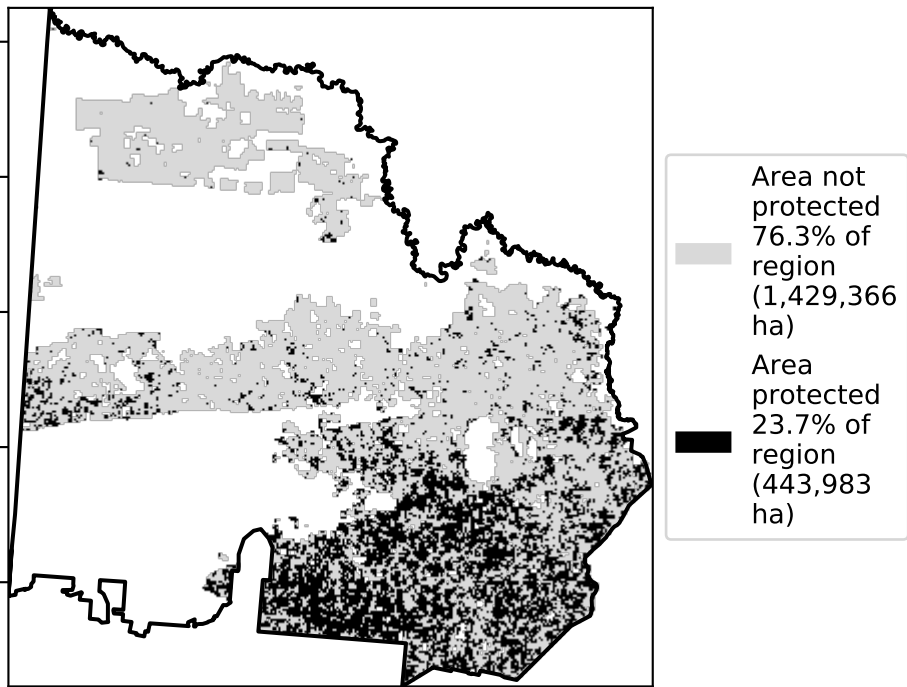 Area not
protected
76.3% of
region
(1,429,366
ha)
Area
protected
23.7% of
region
(443,983
ha)